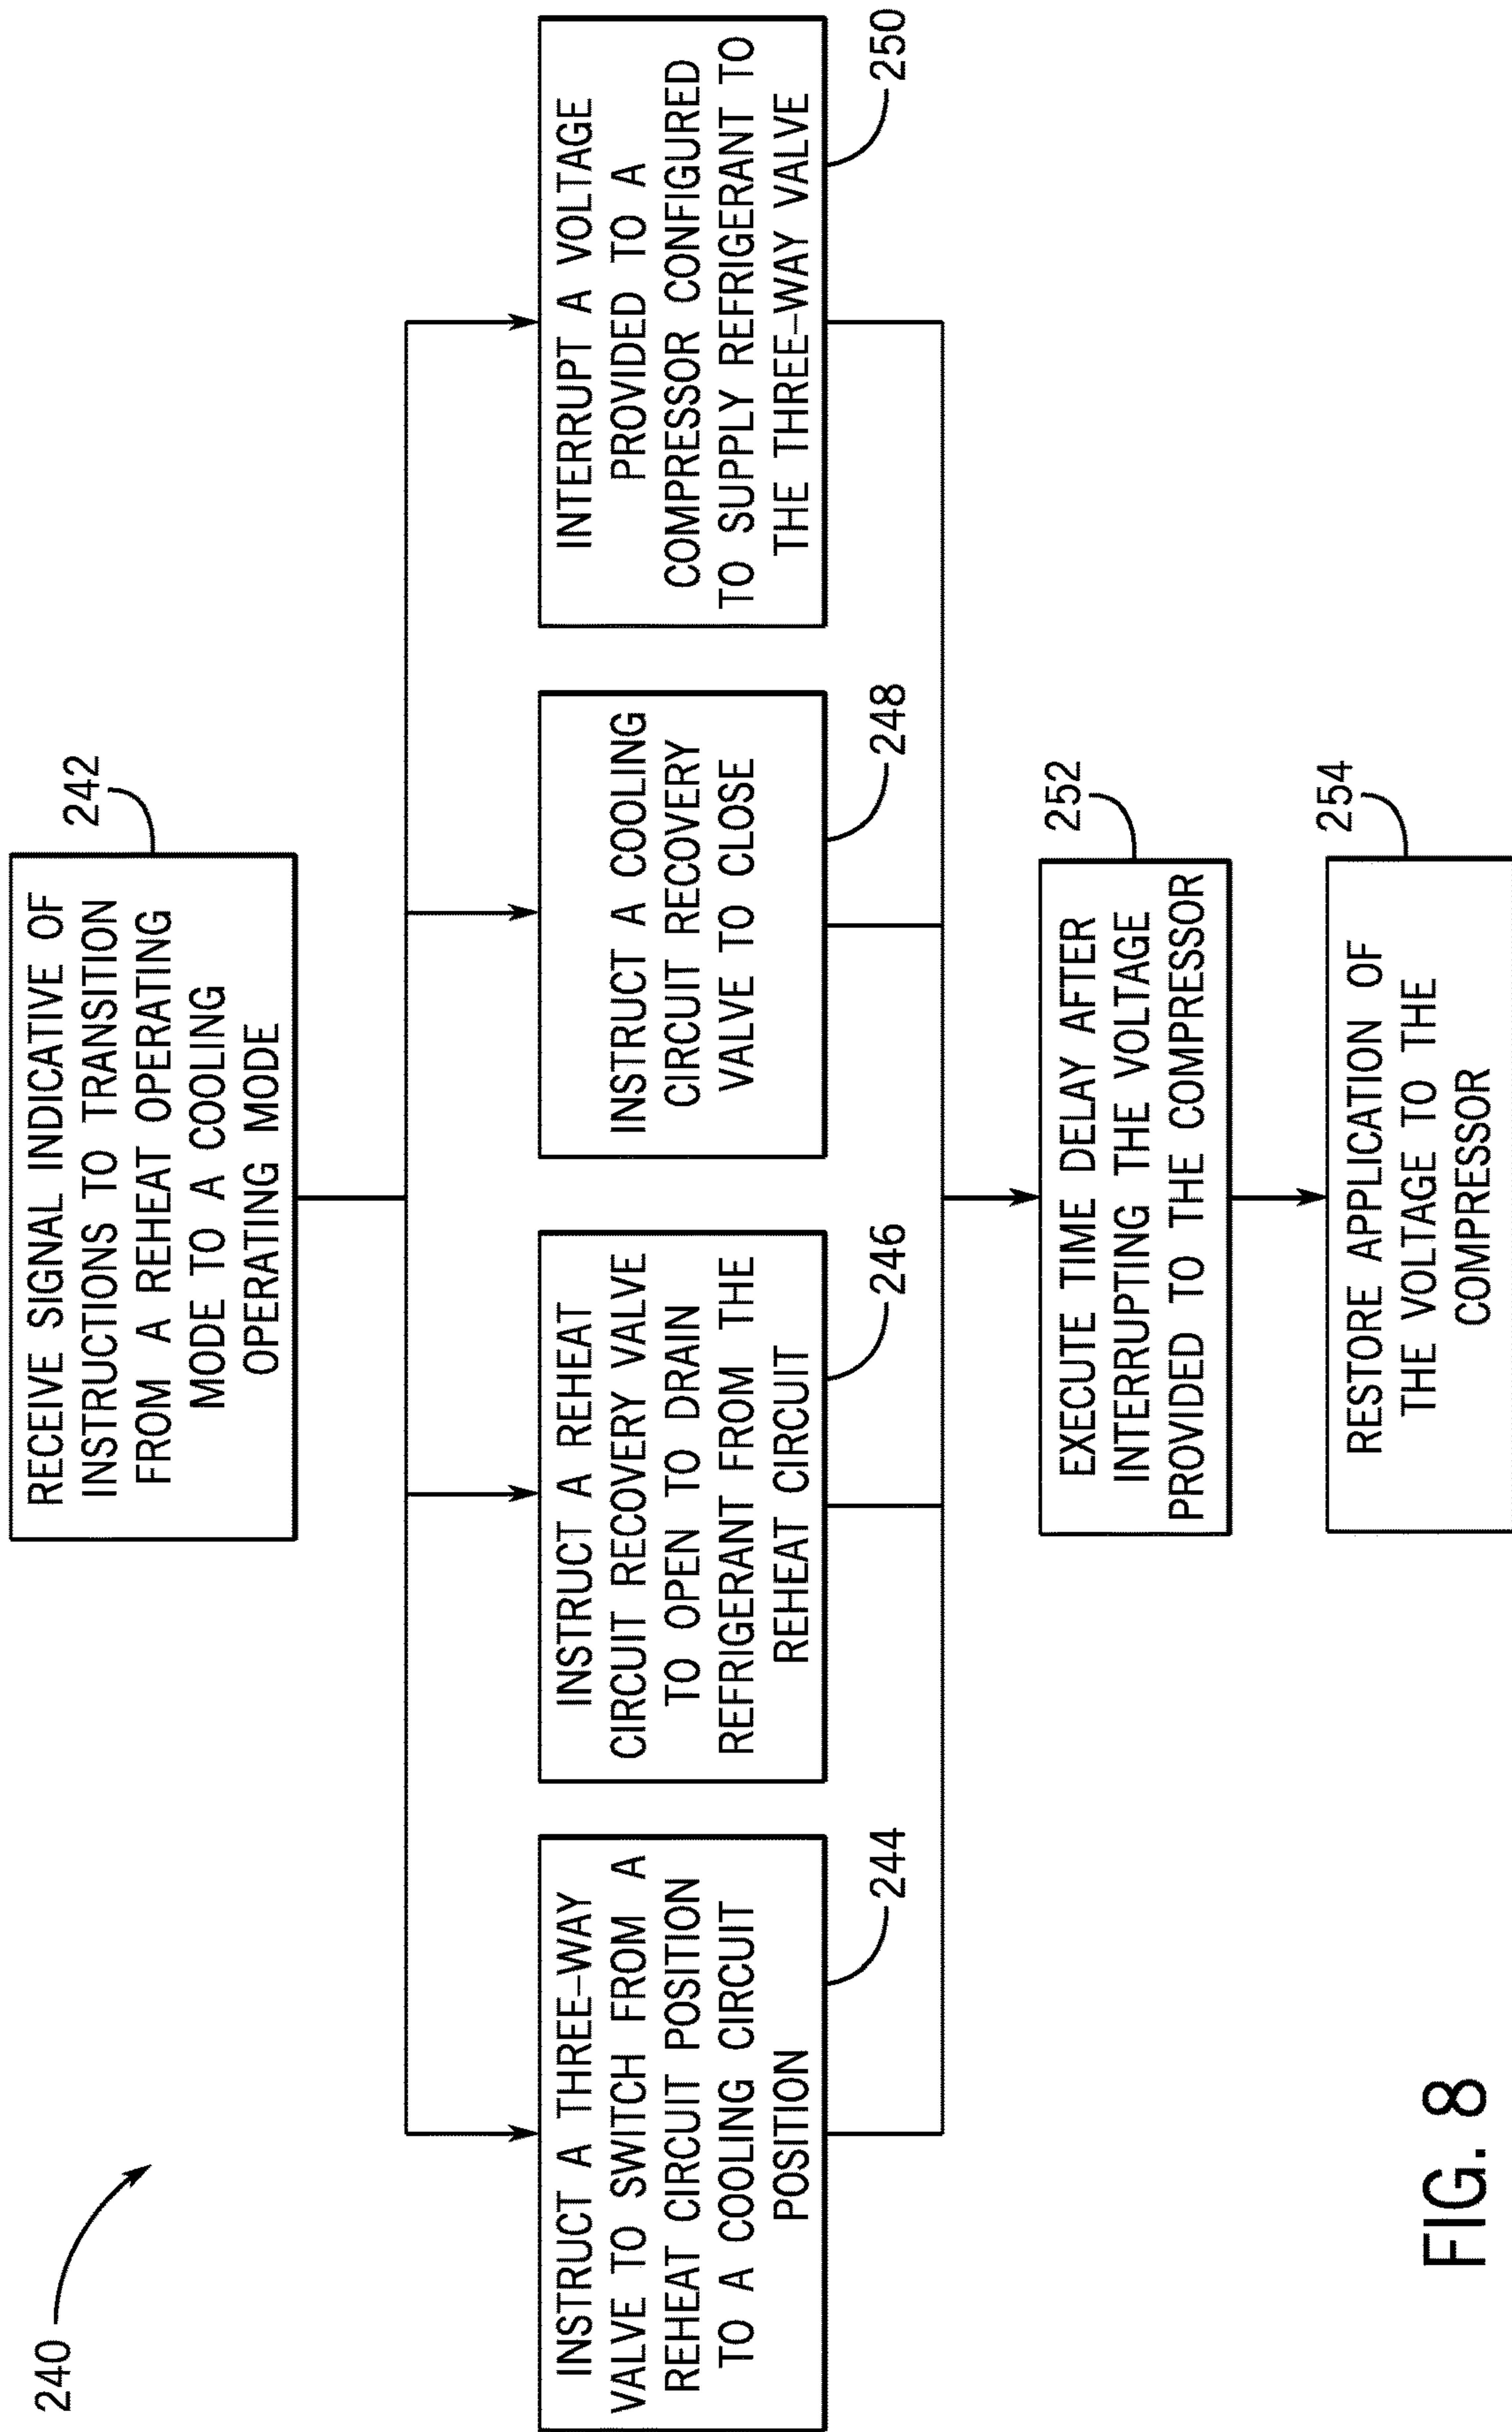 240
RECEIVE SIGNAL INDICATIVE OF
INSTRUCTIONS TO TRANSITION
FROM A REHEAT OPERATING
MODE TO A COOLING
OPERATING MODE
242
INSTRUCT A THREE-WAY
VALVE TO SWITCH FROM A
REHEAT CIRCUIT POSITION
TO A COOLING CIRCUIT
POSITION
244
INSTRUCT A REHEAT
CIRCUIT RECOVERY VALVE
TO OPEN TO DRAIN
REFRIGERANT FROM THE
REHEAT CIRCUIT
246
INSTRUCT A COOLING
CIRCUIT RECOVERY
VALVE TO CLOSE
248
INTERRUPT A VOLTAGE
PROVIDED TO A
COMPRESSOR CONFIGURED
TO SUPPLY REFRIGERANT TO
THE THREE-WAY VALVE
250
EXECUTE TIME DELAY AFTER
INTERRUPTING THE VOLTAGE
PROVIDED TO THE COMPRESSOR
252
RESTORE APPLICATION OF
THE VOLTAGE TO THE
COMPRESSOR
254
FIG. 8